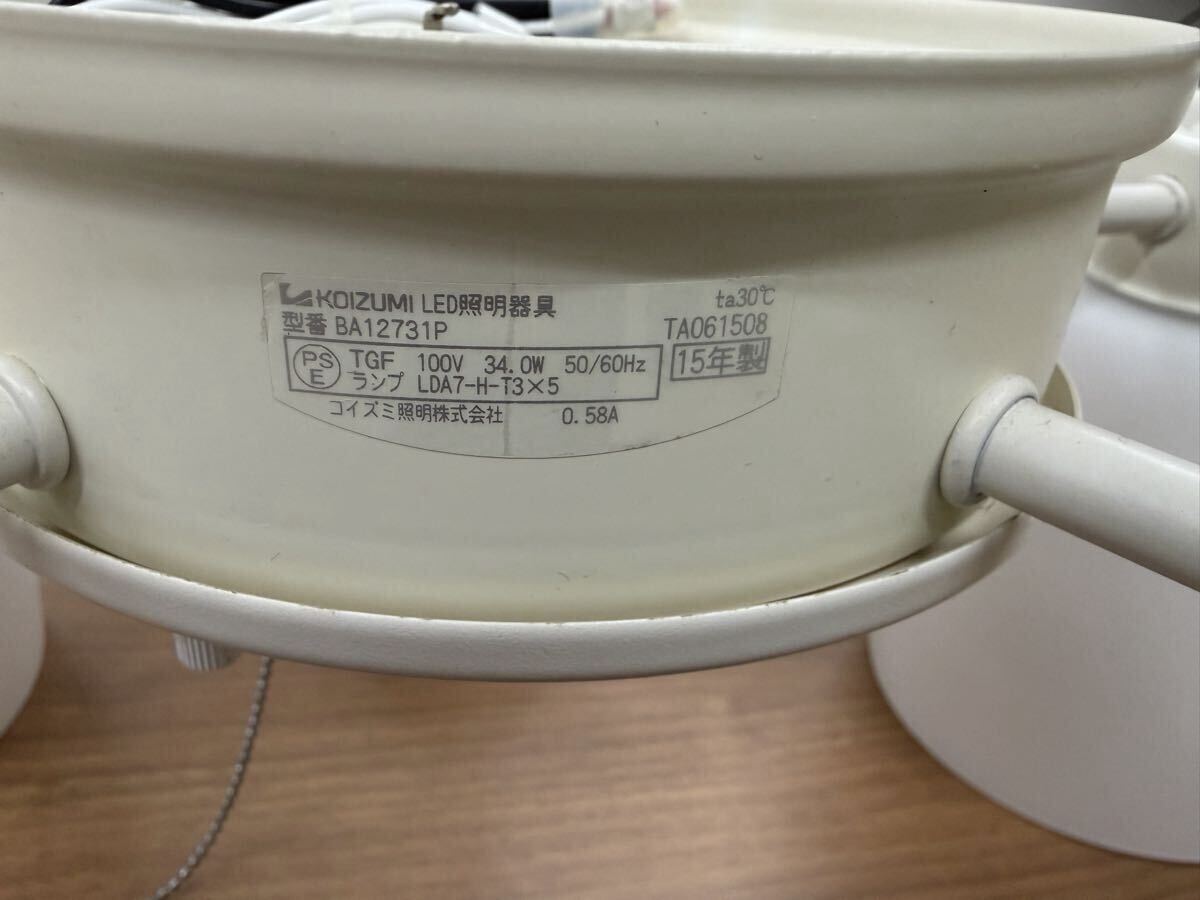 KOIZUMI LED照明器具 ta30℃
型番 BA12731P TA061508
PSE TGF 100V 34.0W 50/60Hz 15年製
ランプ LDA7-H-T3×5
コイズミ照明株式会社 0.58A